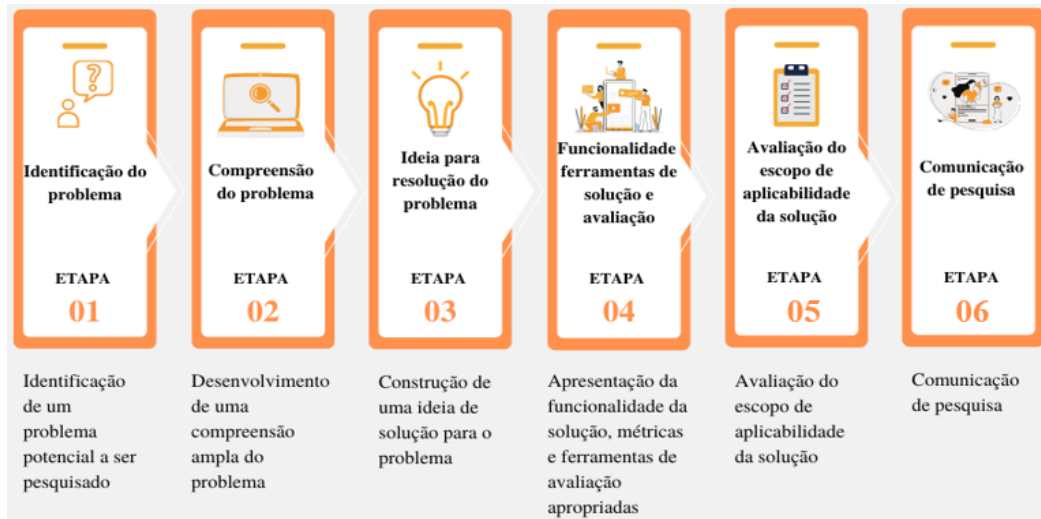 Identificação do
problema
ETAPA
01
Compreensão
do problema
ETAPA
02
Ideia para
resolução do
problema
ETAPA
03
Funcionalidade
ferramentas de
solução e
avaliação
ETAPA
04
Avaliação do
escopo de
aplicabilidade
da solução
ETAPA
05
Comunicação
de pesquisa
ETAPA
06
Identificação
de um
problema
potencial a ser
pesquisado
Desenvolvimento
de uma
compreensão
ampla do
problema
Construção de
uma ideia de
solução para o
problema
Apresentação da
funcionalidade da
solução, métricas
e ferramentas de
avaliação
apropriadas
Avaliação do
escopo de
aplicabilidade
da solução
Comunicação
de pesquisa